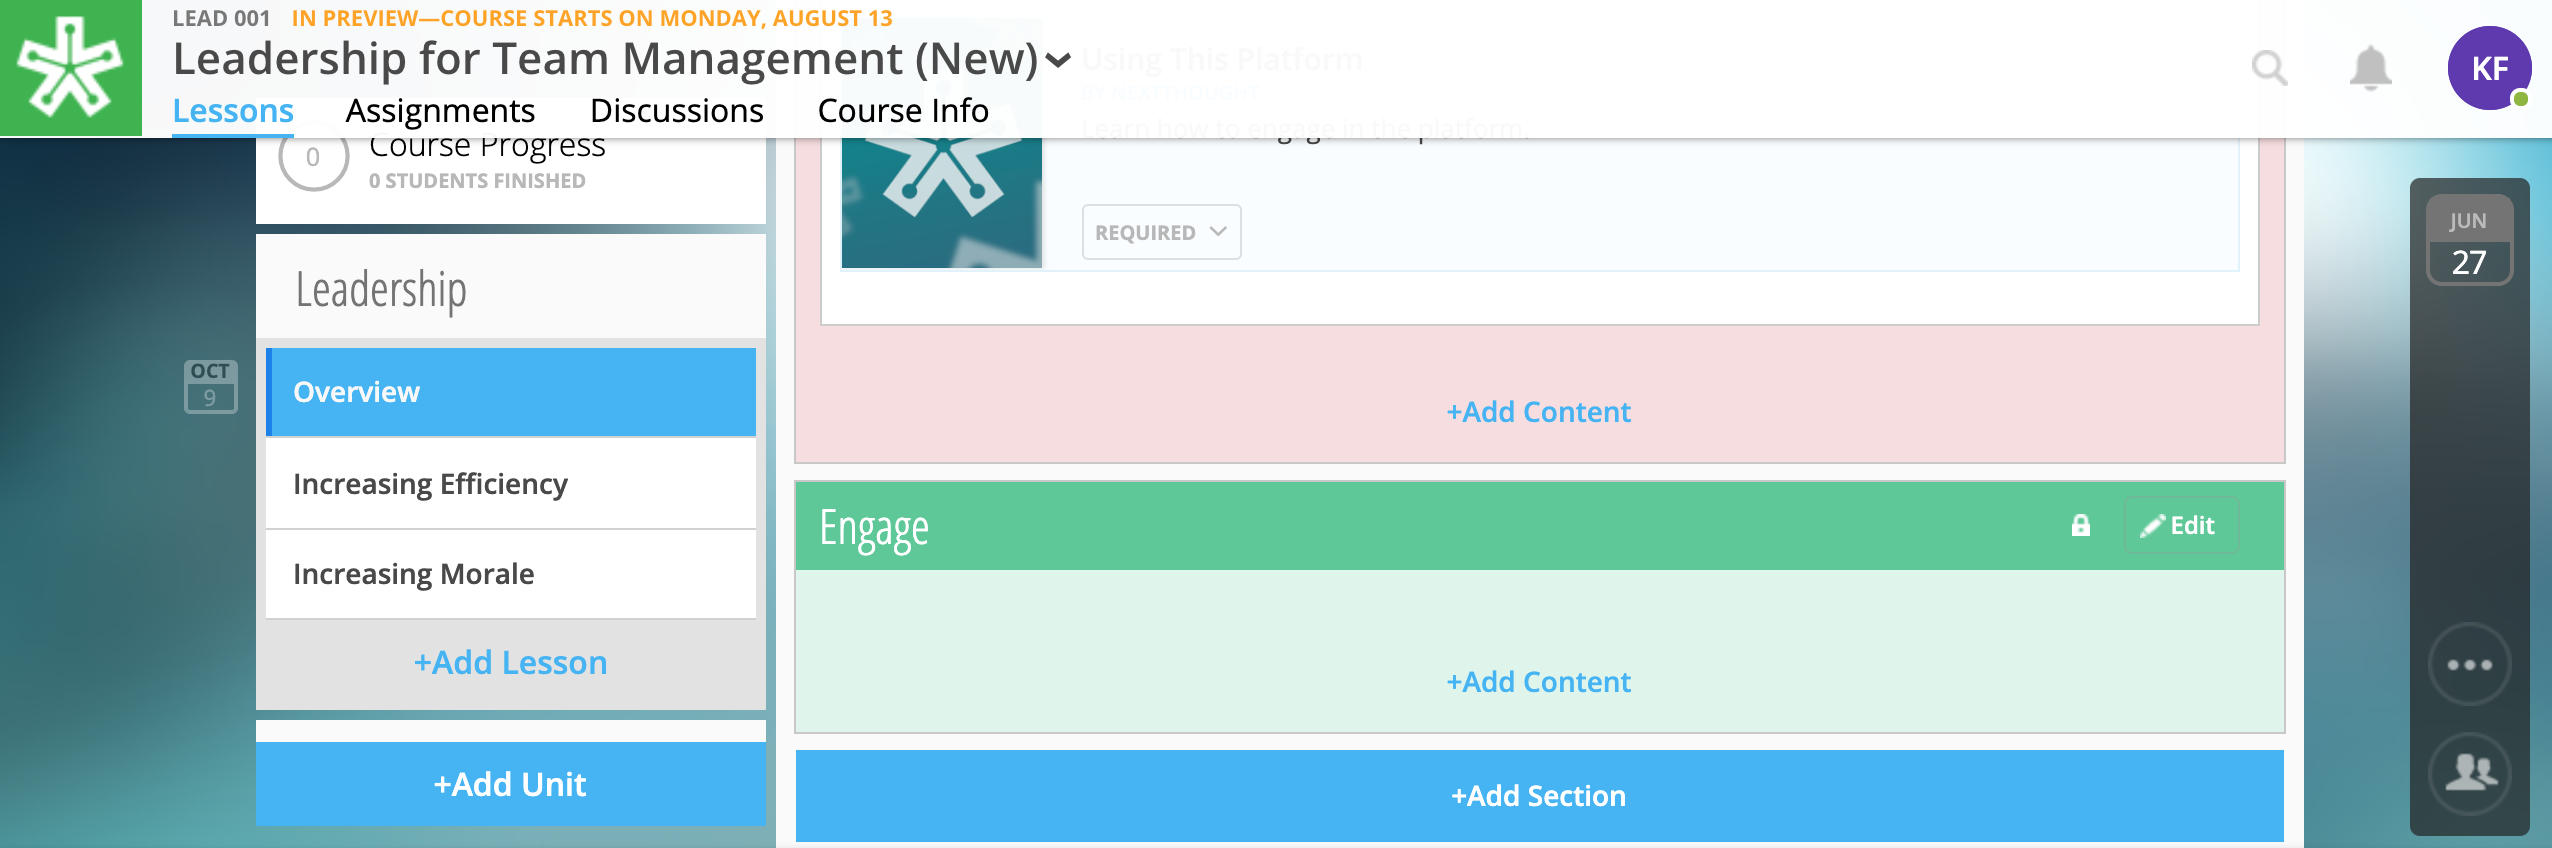 LEAD 001 IN PREVIEW—COURSE STARTS ON MONDAY, AUGUST 13
Leadership for Team Management (New)
Lessons Assignments Discussions Course Info
KF
Using This Platform
BY NEXTTHOUGHT
Learn how to engage in the platform.
REQUIRED
0
Course Progress
0 STUDENTS FINISHED
Leadership
OCT
9
Overview
Increasing Efficiency
Increasing Morale
+Add Lesson
+Add Unit
+Add Content
Engage
Edit
+Add Content
+Add Section
JUN
27